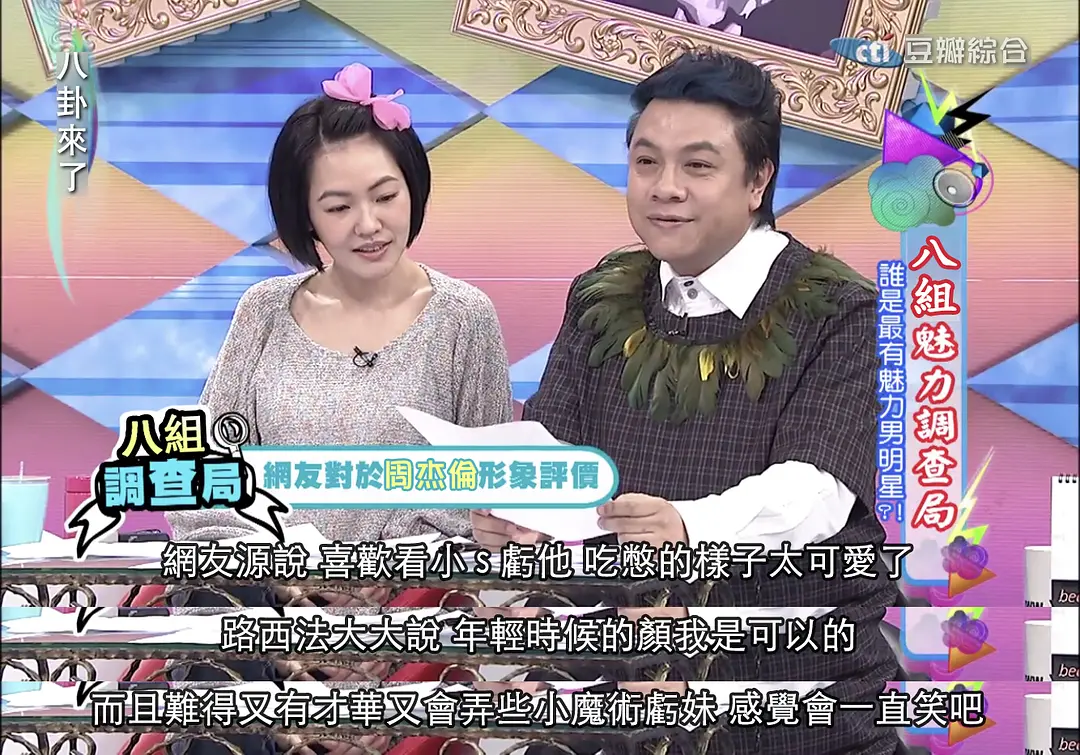 八卦來了
cti 豆瓣綜合
八組魅力調查局
誰是最有魅力男明星?!
八組
調查局
網友對於周杰倫形象評價
網友源說 喜歡看小s虧他 吃憋的樣子太可愛了
路西法大大說 年輕時候的顏我是可以的
而且難得又有才華又會弄些小魔術虧妹 感覺會一直笑吧